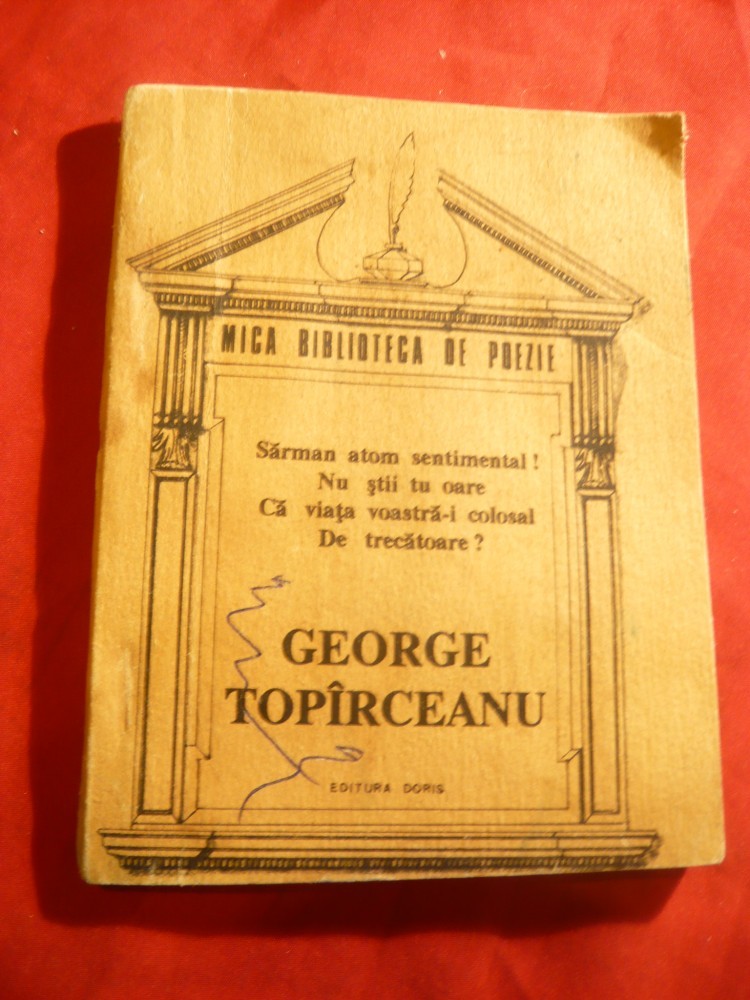 MICA BIBLIOTECA DE POEZIE
Sărman atom sentimental !
Nu ştii tu oare
Că viaţa voastră-i colosal
De trecătoare ?
GEORGE
TOPÎRCEANU
EDITURA DORIS